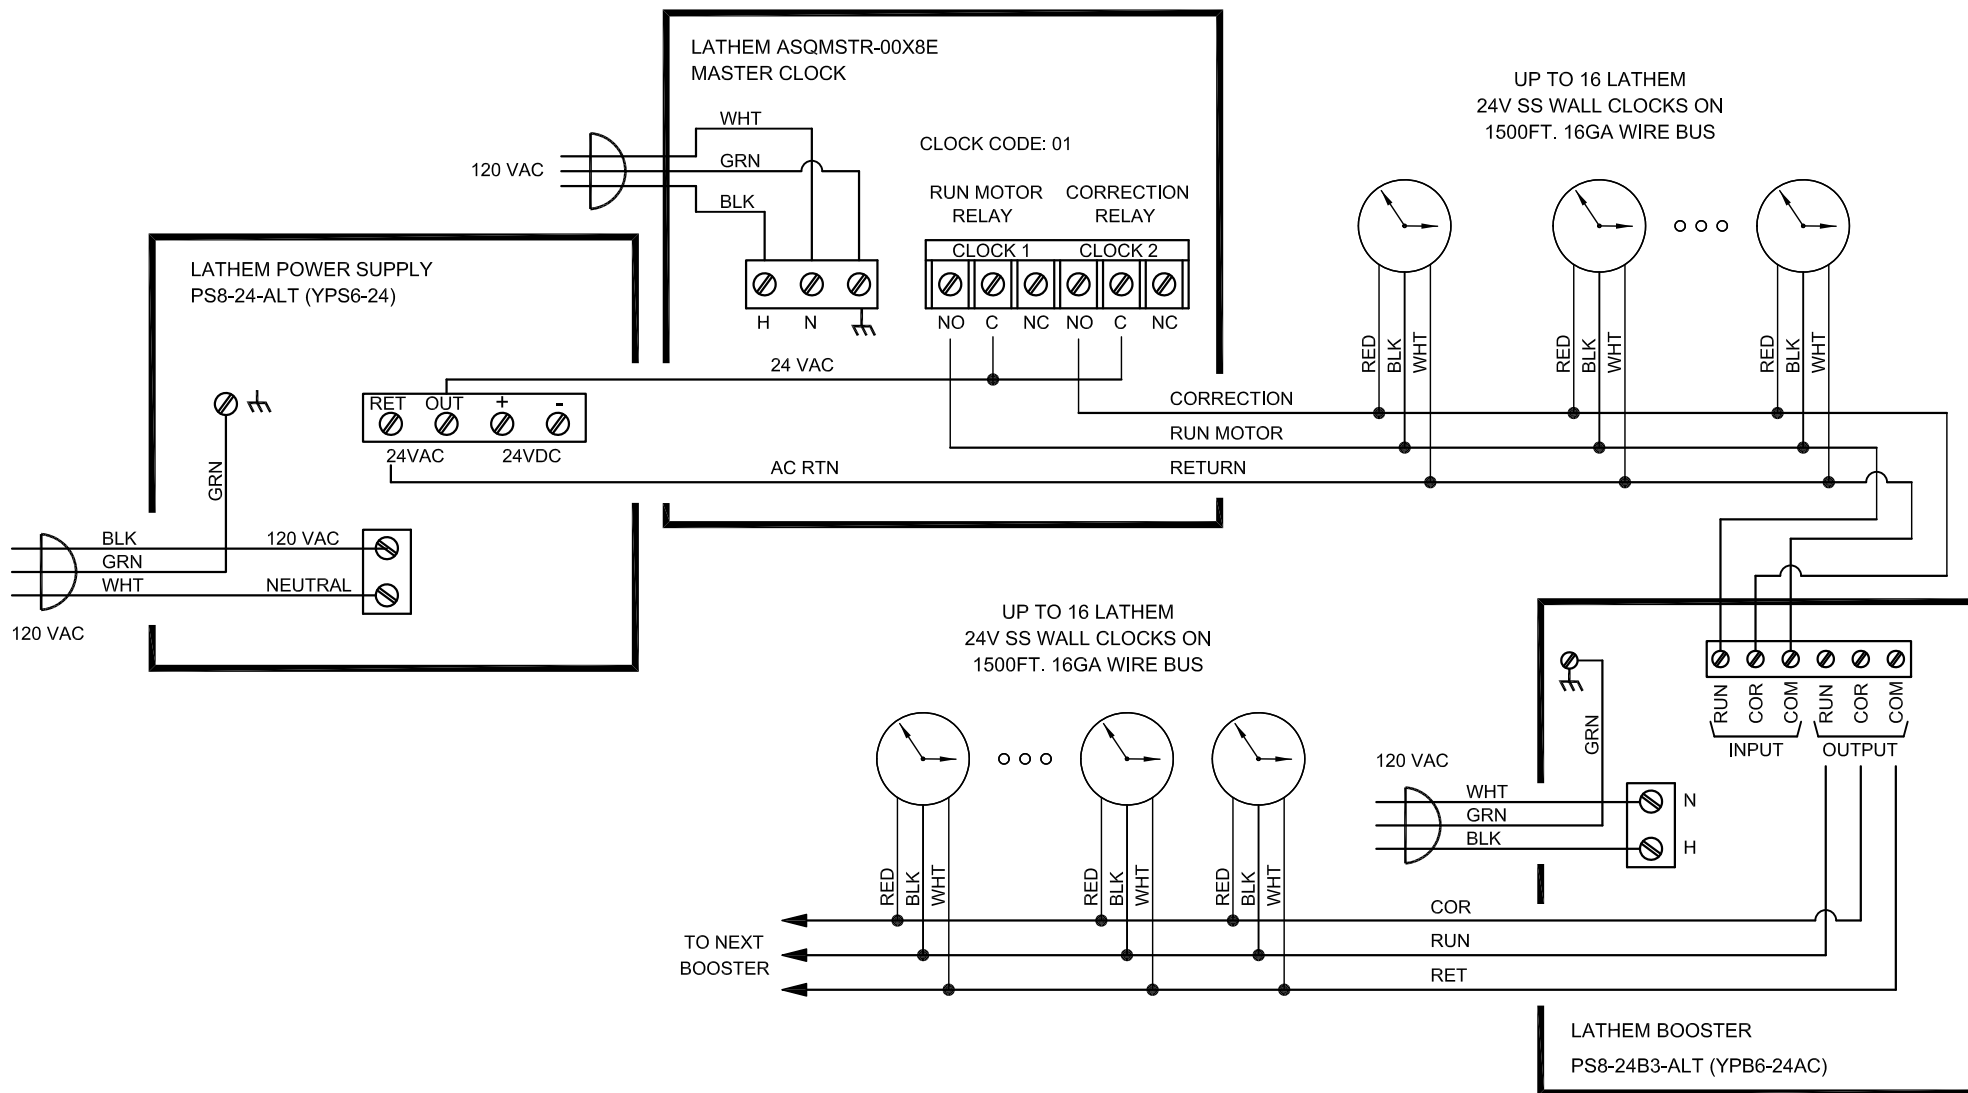 LATHEM ASQMSTR-00X8E
MASTER CLOCK
WHT
GRN
BLK
120 VAC
CLOCK CODE: 01
RUN MOTOR
RELAY
CORRECTION
RELAY
CLOCK 1
CLOCK 2
H N
NO C NC NO C NC
UP TO 16 LATHEM
24V SS WALL CLOCKS ON
1500FT. 16GA WIRE BUS
RED
BLK
WHT
RED
BLK
WHT
RED
BLK
WHT
LATHEM POWER SUPPLY
PS8-24-ALT (YPS6-24)
24 VAC
RET OUT + -
24VAC 24VDC
CORRECTION
RUN MOTOR
AC RTN
RETURN
GRN
BLK
120 VAC
GRN
WHT
NEUTRAL
120 VAC
UP TO 16 LATHEM
24V SS WALL CLOCKS ON
1500FT. 16GA WIRE BUS
RED
BLK
WHT
RED
BLK
WHT
RED
BLK
WHT
RUN
COR
COM
RUN
COR
COM
INPUT
OUTPUT
GRN
120 VAC
WHT
GRN
BLK
N
H
COR
RUN
RET
TO NEXT
BOOSTER
LATHEM BOOSTER
PS8-24B3-ALT (YPB6-24AC)